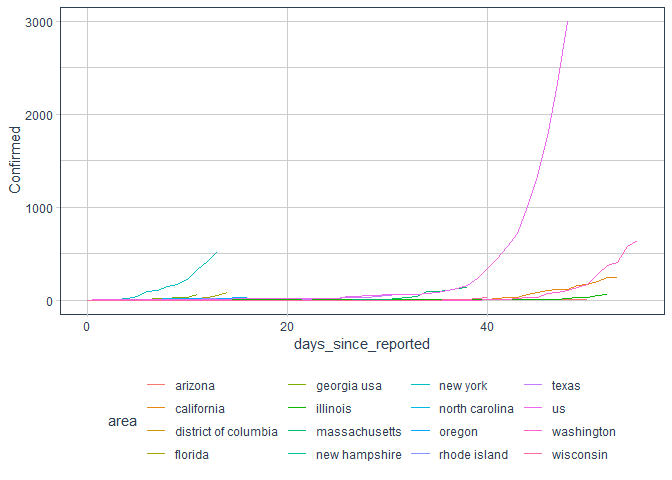 3000
2000
1000
0
Confirmed
0 20 40
days_since_reported
area
arizona georgia usa new york texas
california illinois north carolina us
district of columbia massachusetts oregon washington
florida new hampshire rhode island wisconsin